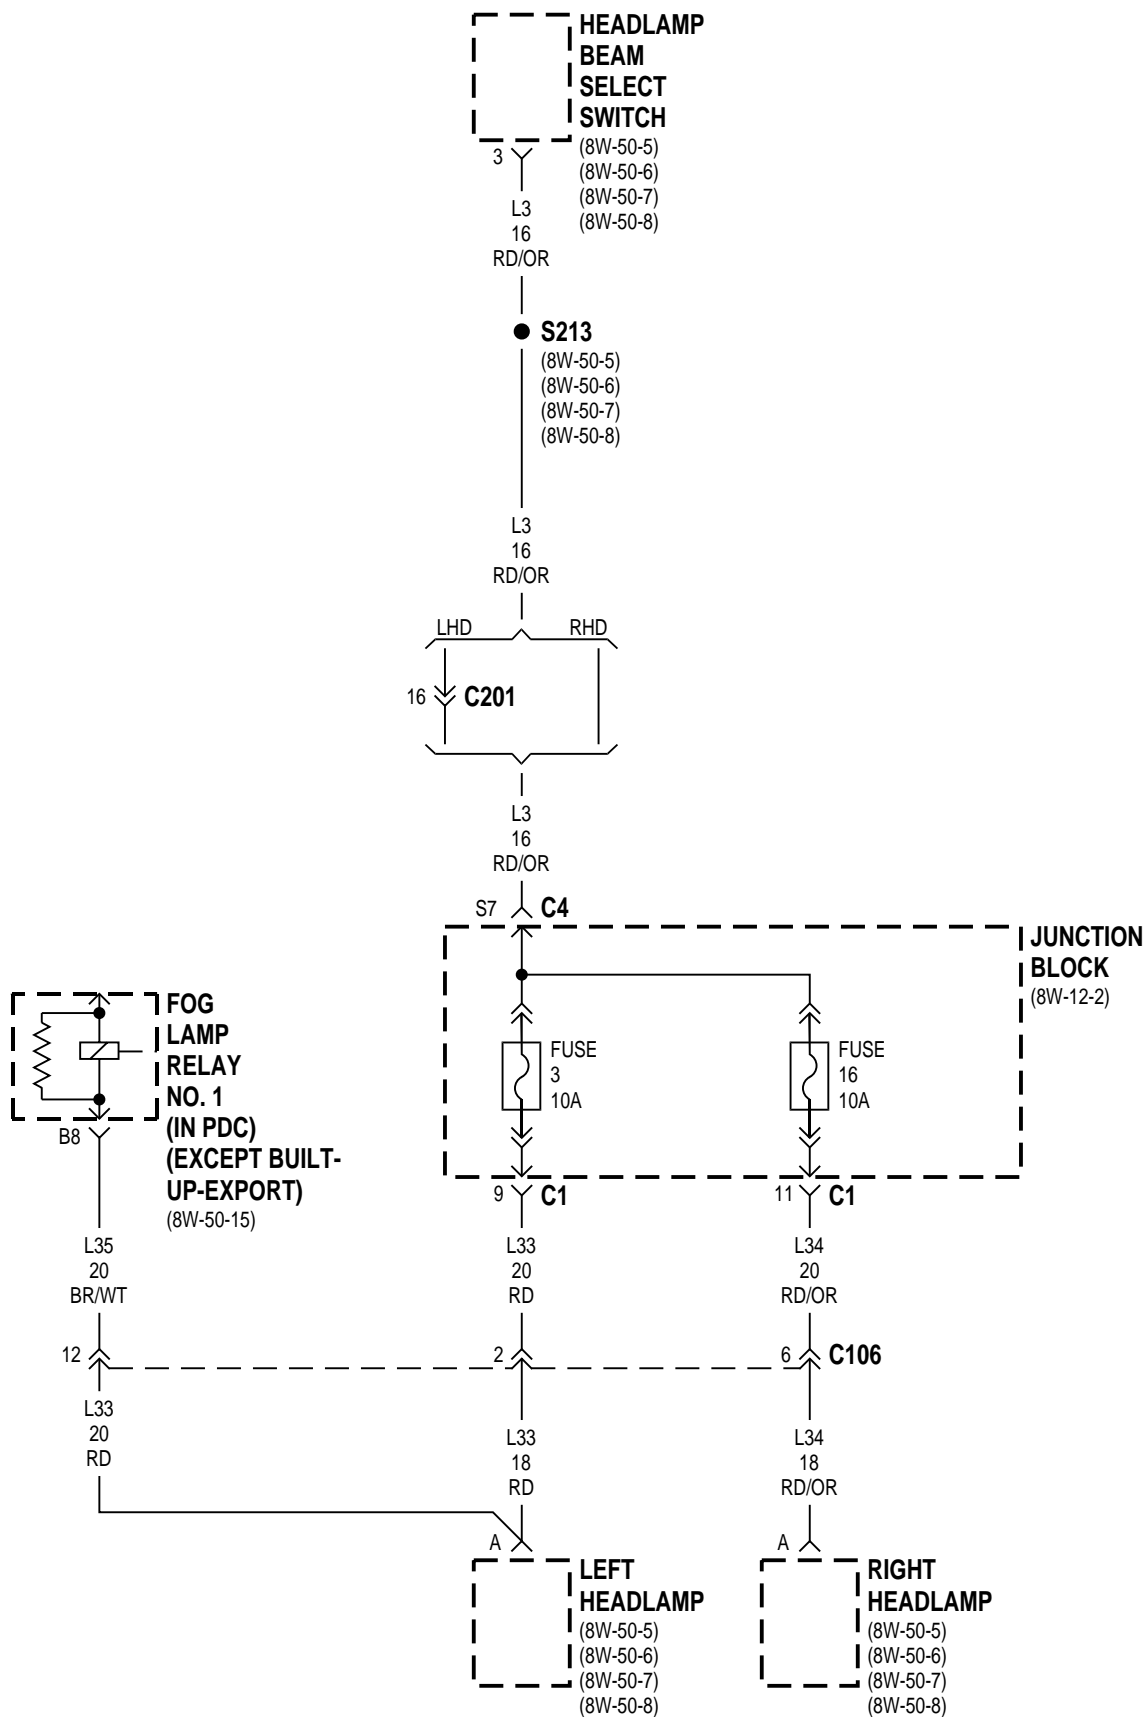 HEADLAMP
BEAM
SELECT
SWITCH
(8W-50-5)
(8W-50-6)
(8W-50-7)
(8W-50-8)
3
L3
16
RD/OR
S213
(8W-50-5)
(8W-50-6)
(8W-50-7)
(8W-50-8)
L3
16
RD/OR
LHD
RHD
16
C201
L3
16
RD/OR
S7
C4
JUNCTION
BLOCK
(8W-12-2)
FUSE
3
10A
FUSE
16
10A
FOG
LAMP
RELAY
NO. 1
(IN PDC)
(EXCEPT BUILT-
UP-EXPORT)
(8W-50-15)
B8
9
C1
11
C1
L35
20
BR/WT
L33
20
RD
L34
20
RD/OR
12
2
6
C106
L33
20
RD
L33
18
RD
L34
18
RD/OR
A
A
LEFT
HEADLAMP
(8W-50-5)
(8W-50-6)
(8W-50-7)
(8W-50-8)
RIGHT
HEADLAMP
(8W-50-5)
(8W-50-6)
(8W-50-7)
(8W-50-8)